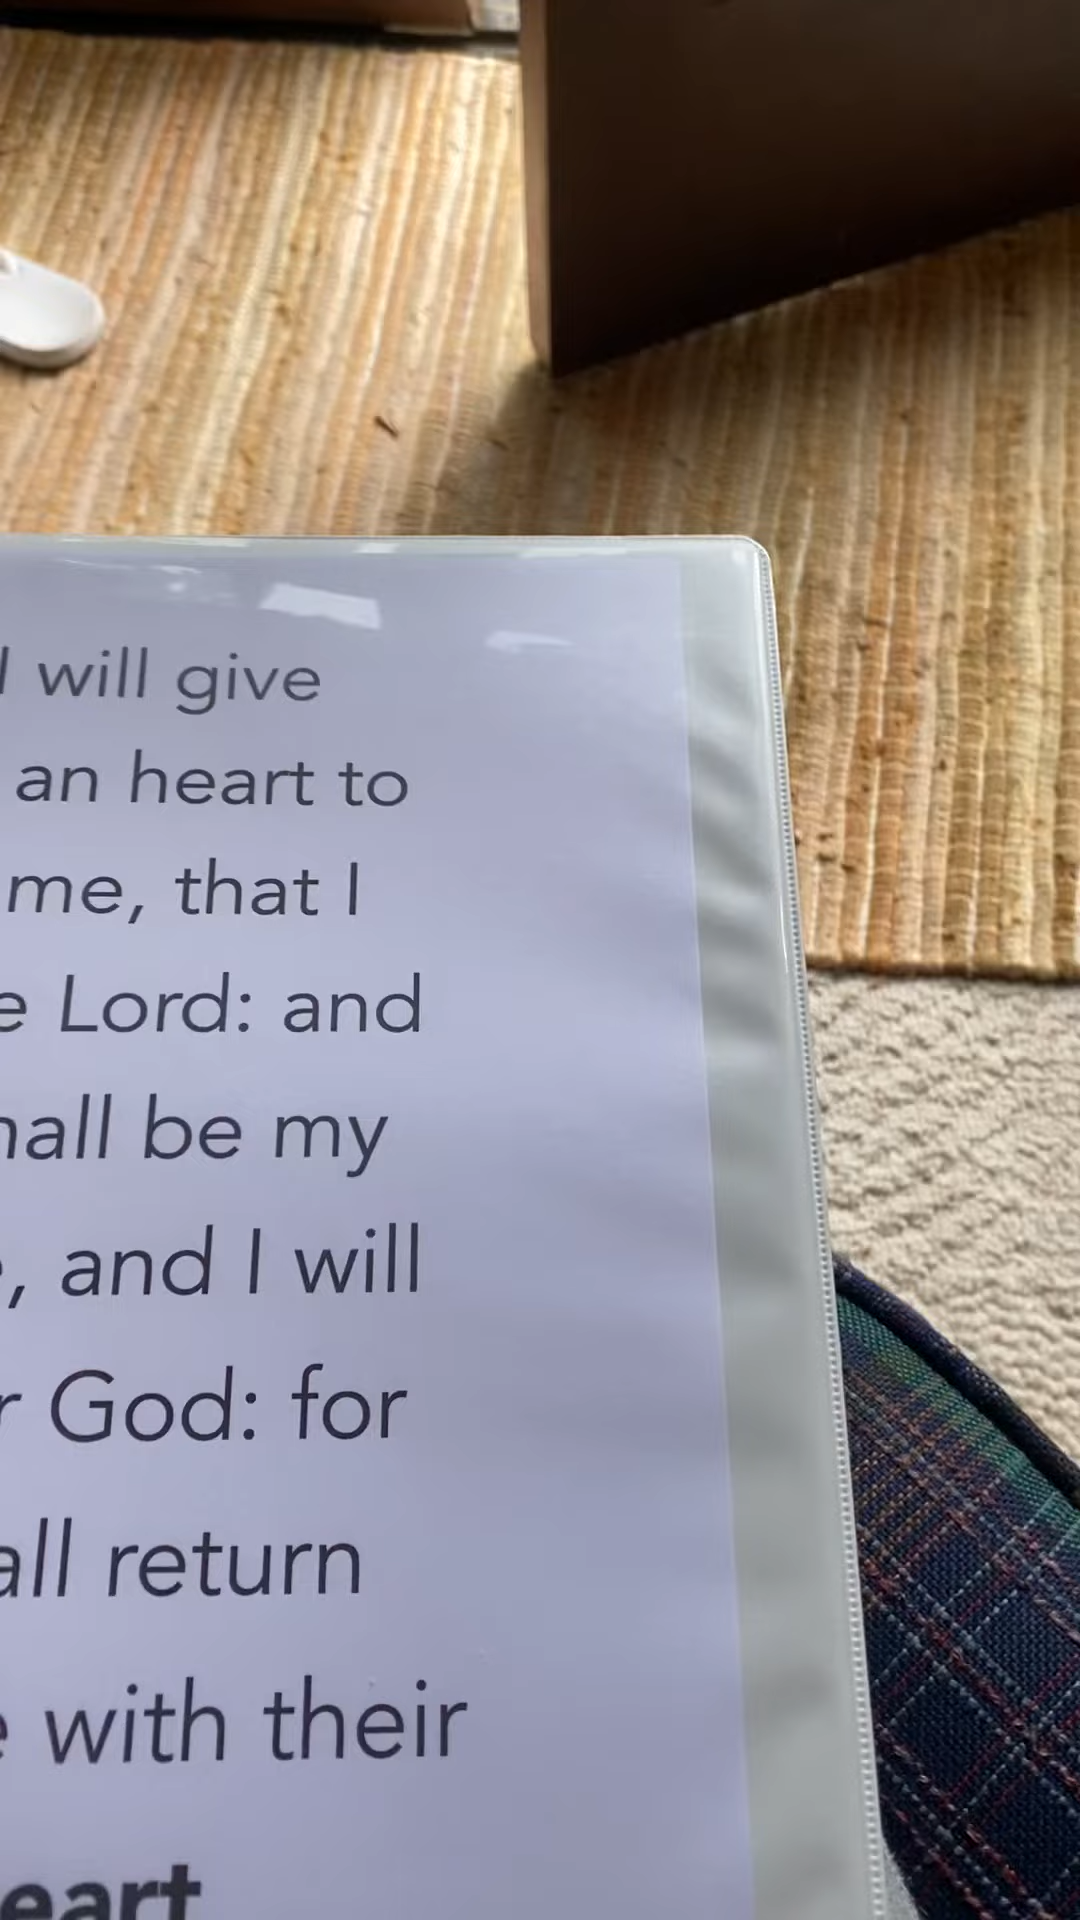 I will give
an heart to
me, that I
e Lord: and
hall be my
, and I will
r God: for
all return
e with their
eart